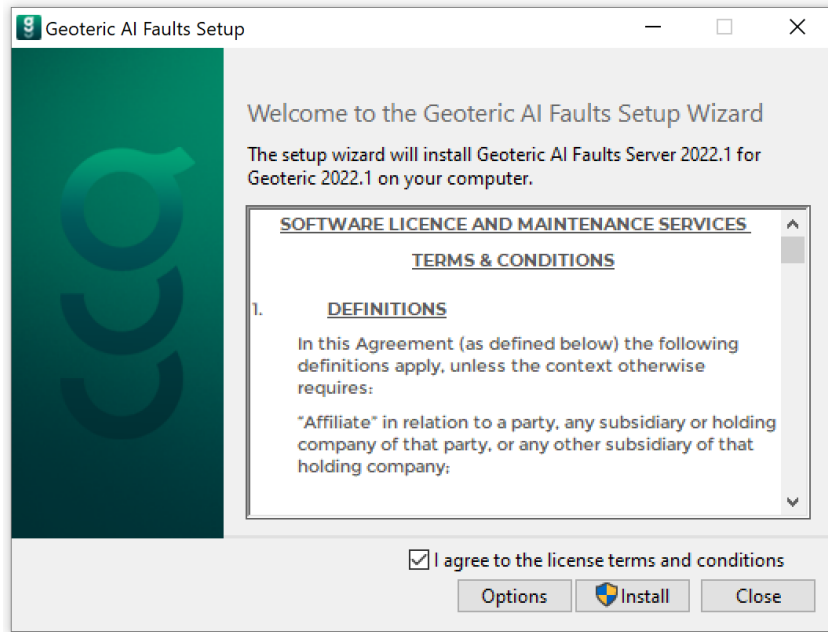 Geoteric AI Faults Setup
Welcome to the Geoteric AI Faults Setup Wizard
The setup wizard will install Geoteric AI Faults Server 2022.1 for
Geoteric 2022.1 on your computer.
SOFTWARE LICENCE AND MAINTENANCE SERVICES
TERMS & CONDITIONS
1. DEFINITIONS
In this Agreement (as defined below) the following
definitions apply, unless the context otherwise
requires:
“Affiliate” in relation to a party, any subsidiary or holding
company of that party, or any other subsidiary of that
holding company;
I agree to the license terms and conditions
Options Install Close